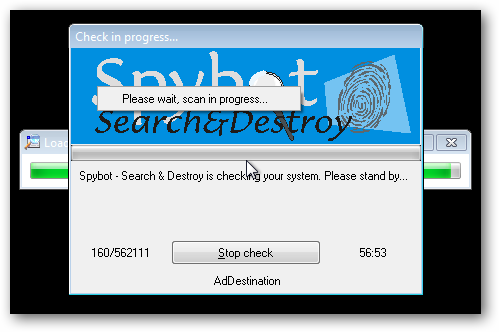 Check in progress...
Spybot
Please wait, scan in progress...
Search&Destroy
Load
Spybot - Search & Destroy is checking your system. Please stand by...
160/562111
Stop check
56:53
AdDestination